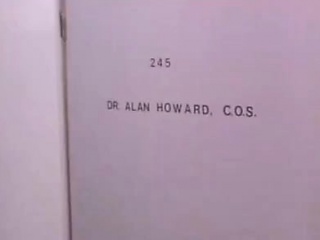 245
DR. ALAN HOWARD, C.O.S.